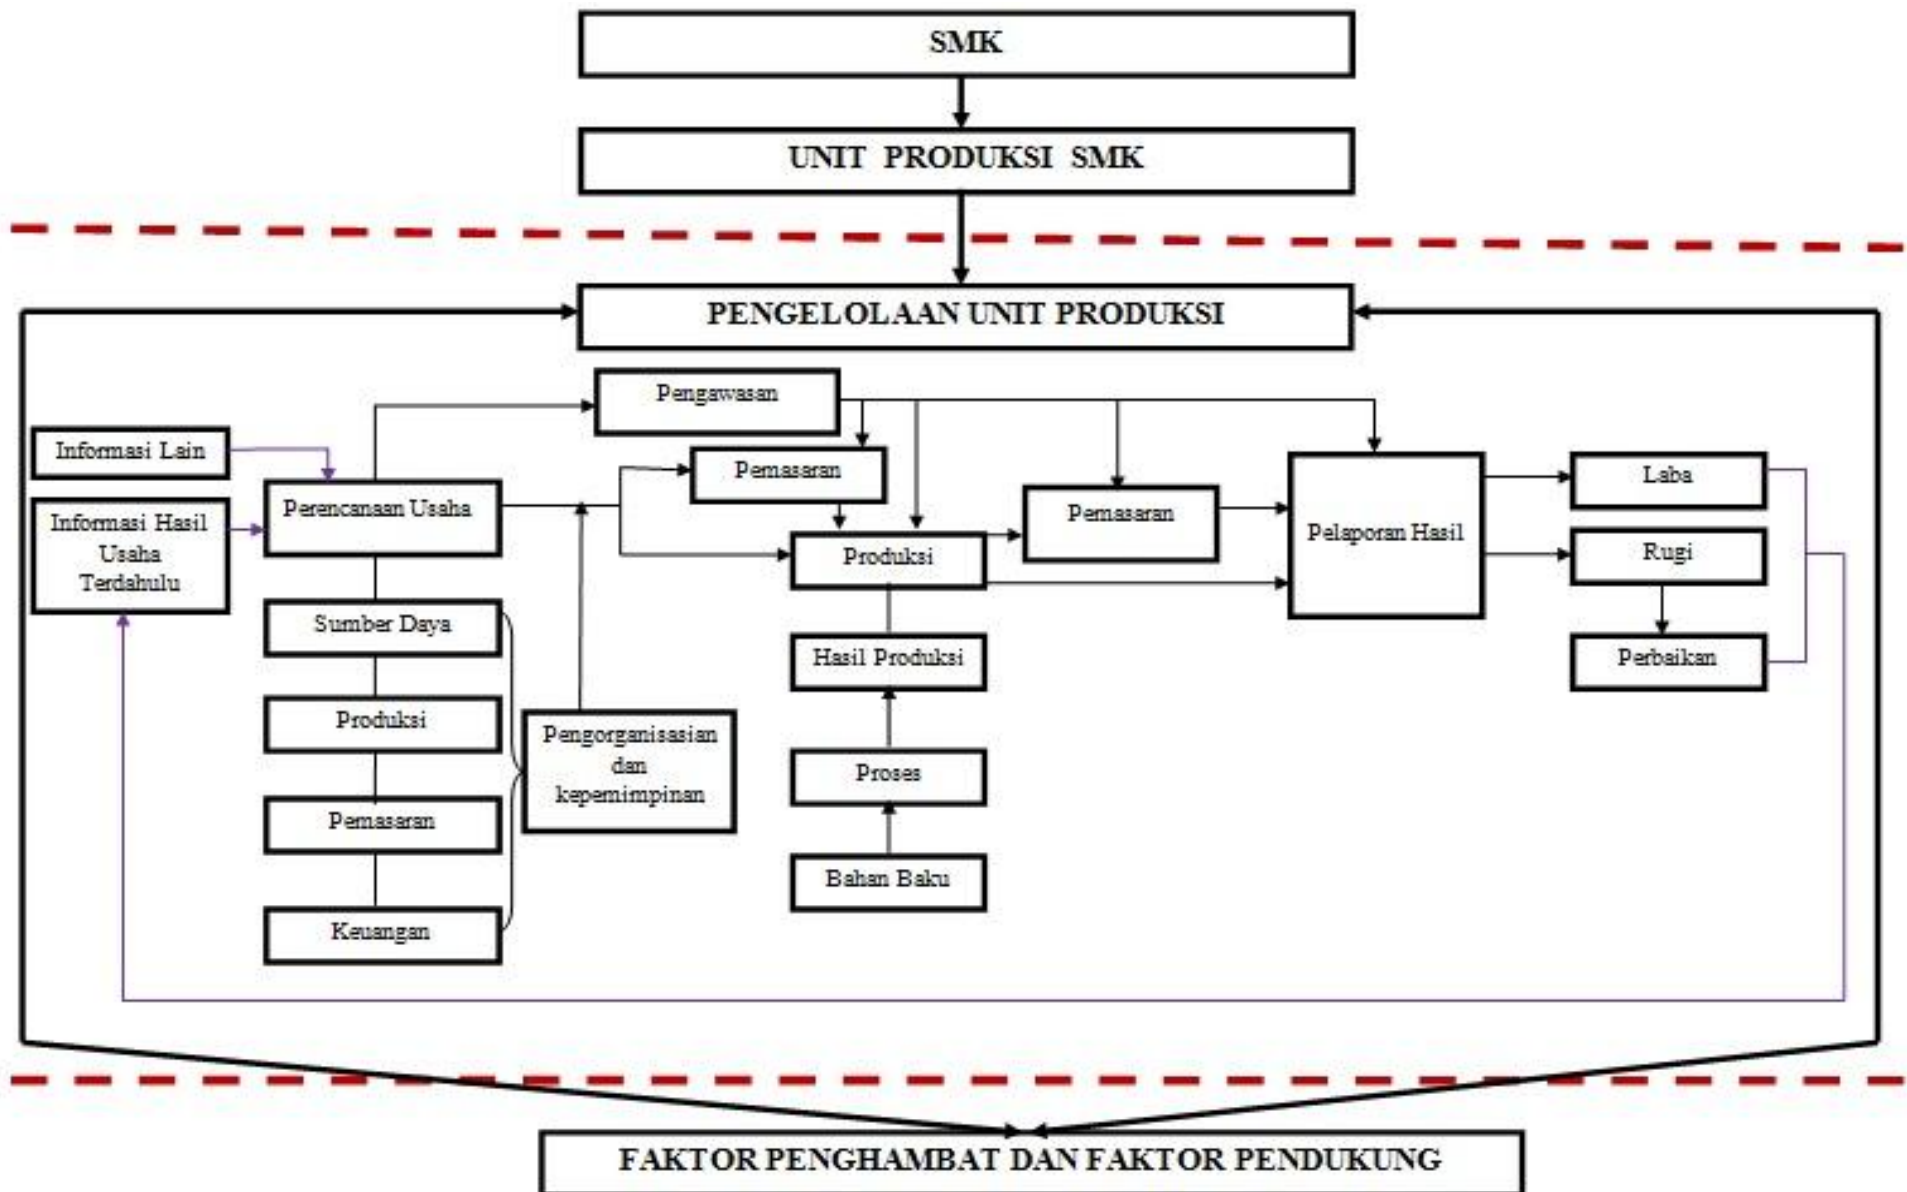 SMK
UNIT PRODUKSI SMK
PENGELOLAAN UNIT PRODUKSI
Pengawasan
Informasi Lain
Informasi Hasil
Usaha
Terdahulu
Perencanaan Usaha
Sumber Daya
Produksi
Pemasaran
Keuangan
Pengorganisasian
dan
kepemimpinan
Pemasaran
Produksi
Hasil Produksi
Proses
Bahan Baku
Pemasaran
Pelaporan Hasil
Laba
Rugi
Perbaikan
FAKTOR PENGHAMBAT DAN FAKTOR PENDUKUNG